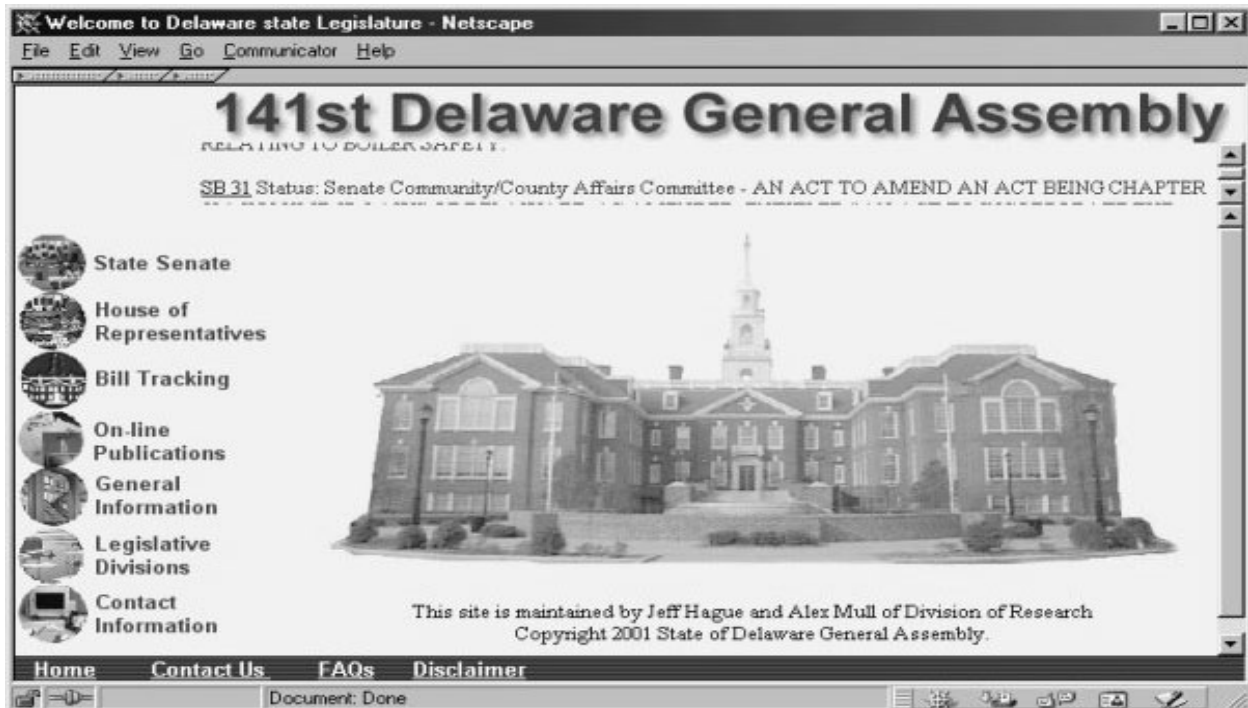 Welcome to Delaware state Legislature - Netscape
File Edit View Go Communicator Help
141st Delaware General Assembly
RELATING TO BOILER SAFETY.
SB 31 Status: Senate Community/County Affairs Committee - AN ACT TO AMEND AN ACT BEING CHAPTER
State Senate
House of
Representatives
Bill Tracking
On-line
Publications
General
Information
Legislative
Divisions
Contact
Information
This site is maintained by Jeff Hague and Alex Mull of Division of Research
Copyright 2001 State of Delaware General Assembly.
Home Contact Us FAQs Disclaimer
Document: Done